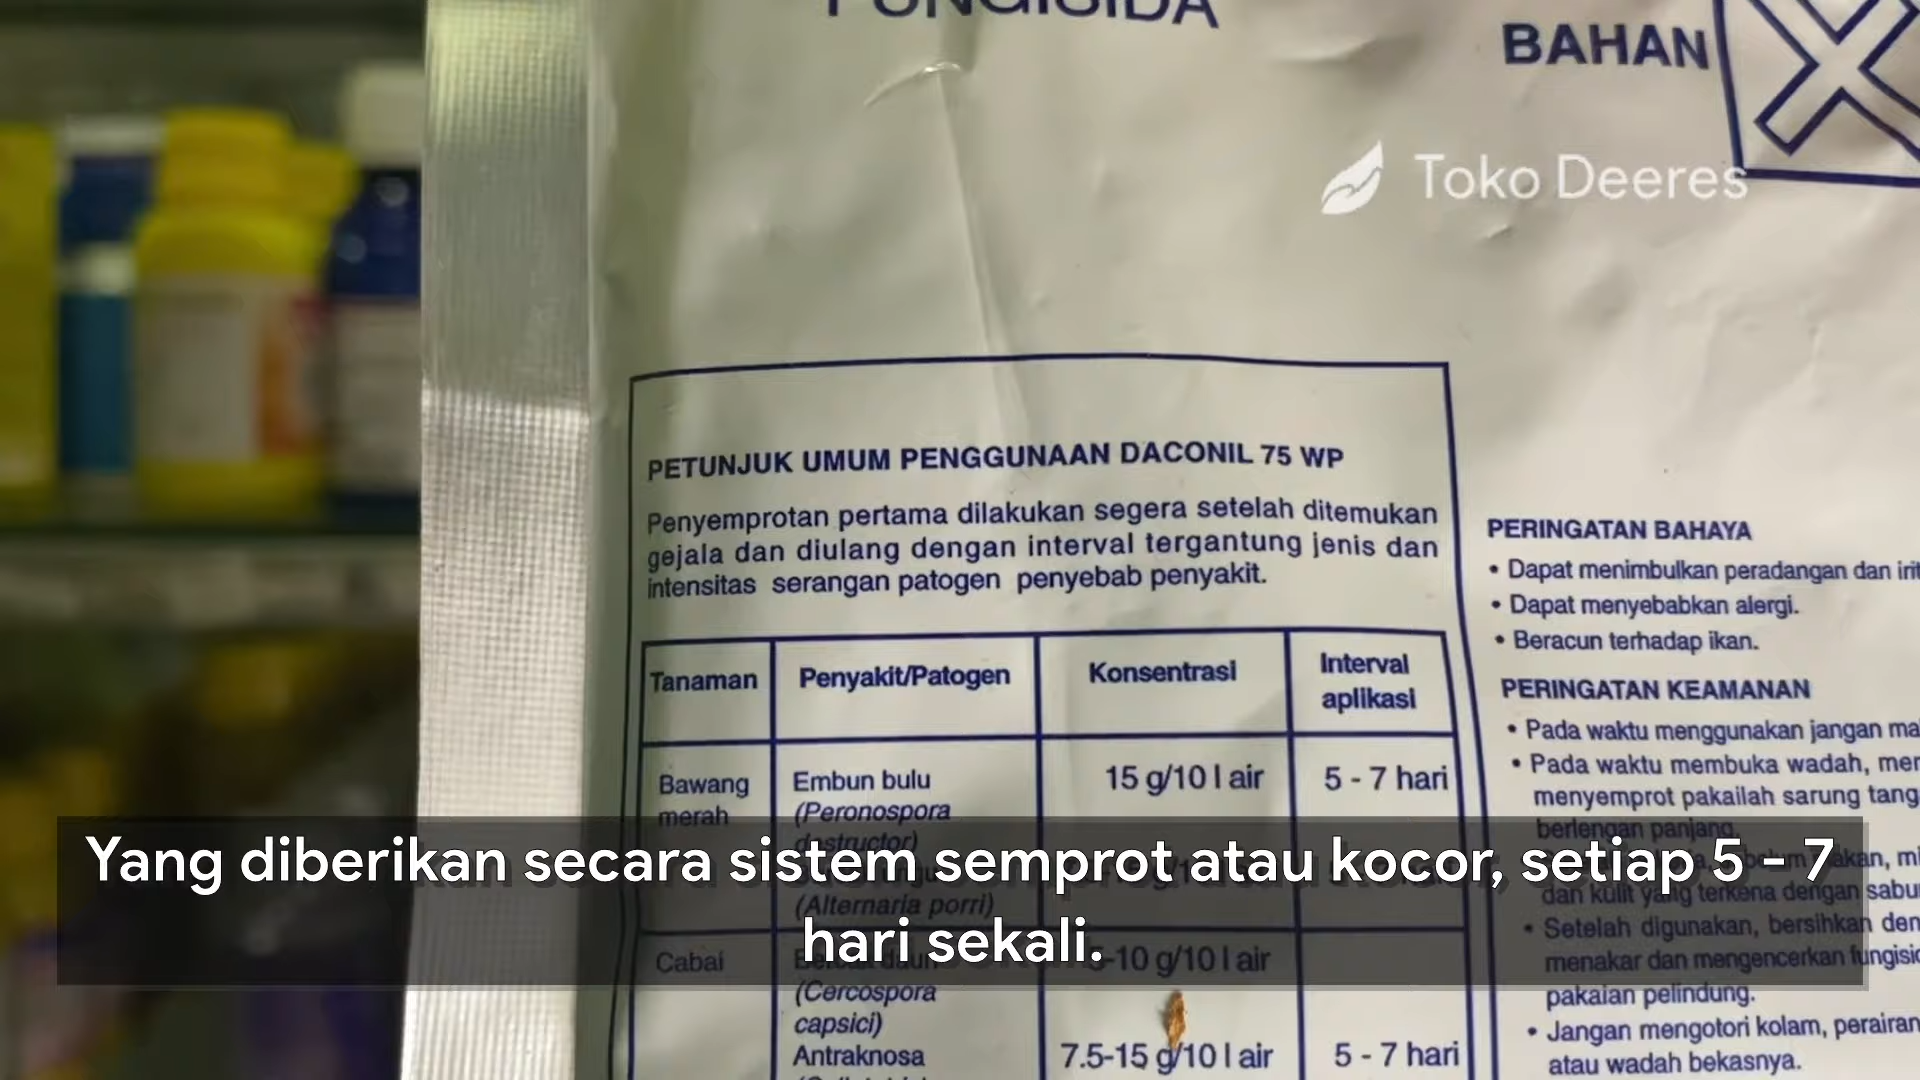 FUNGISIDA
BAHAN
Toko Deeres
PETUNJUK UMUM PENGGUNAAN DACONIL 75 WP
Penyemprotan pertama dilakukan segera setelah ditemukan
gejala dan diulang dengan interval tergantung jenis dan
intensitas serangan patogen penyebab penyakit.
Tanaman
Penyakit/Patogen
Konsentrasi
Interval
aplikasi
Bawang
merah
Embun bulu
(Peronospora
destructor)
15 g/10 l air
5 - 7 hari
(Alternaria porri)
Cabai
Bercak daun
-10 g/10 l air
(Cercospora
capsici)
Antraknosa
7.5-15 g/10 l air
5 - 7 hari
PERINGATAN BAHAYA
• Dapat menimbulkan peradangan dan irit
• Dapat menyebabkan alergi.
• Beracun terhadap ikan.
PERINGATAN KEAMANAN
• Pada waktu menggunakan jangan ma
• Pada waktu membuka wadah, mer
menyemprot pakailah sarung tang
berlengan panjang.
dan kulit yang terkena dengan sabu
• Setelah digunakan, bersihkan den
menakar dan mengencerkan fungisi
pakaian pelindung.
• Jangan mengotori kolam, perairan
atau wadah bekasnya.
Yang diberikan secara sistem semprot atau kocor, setiap 5 - 7
hari sekali.